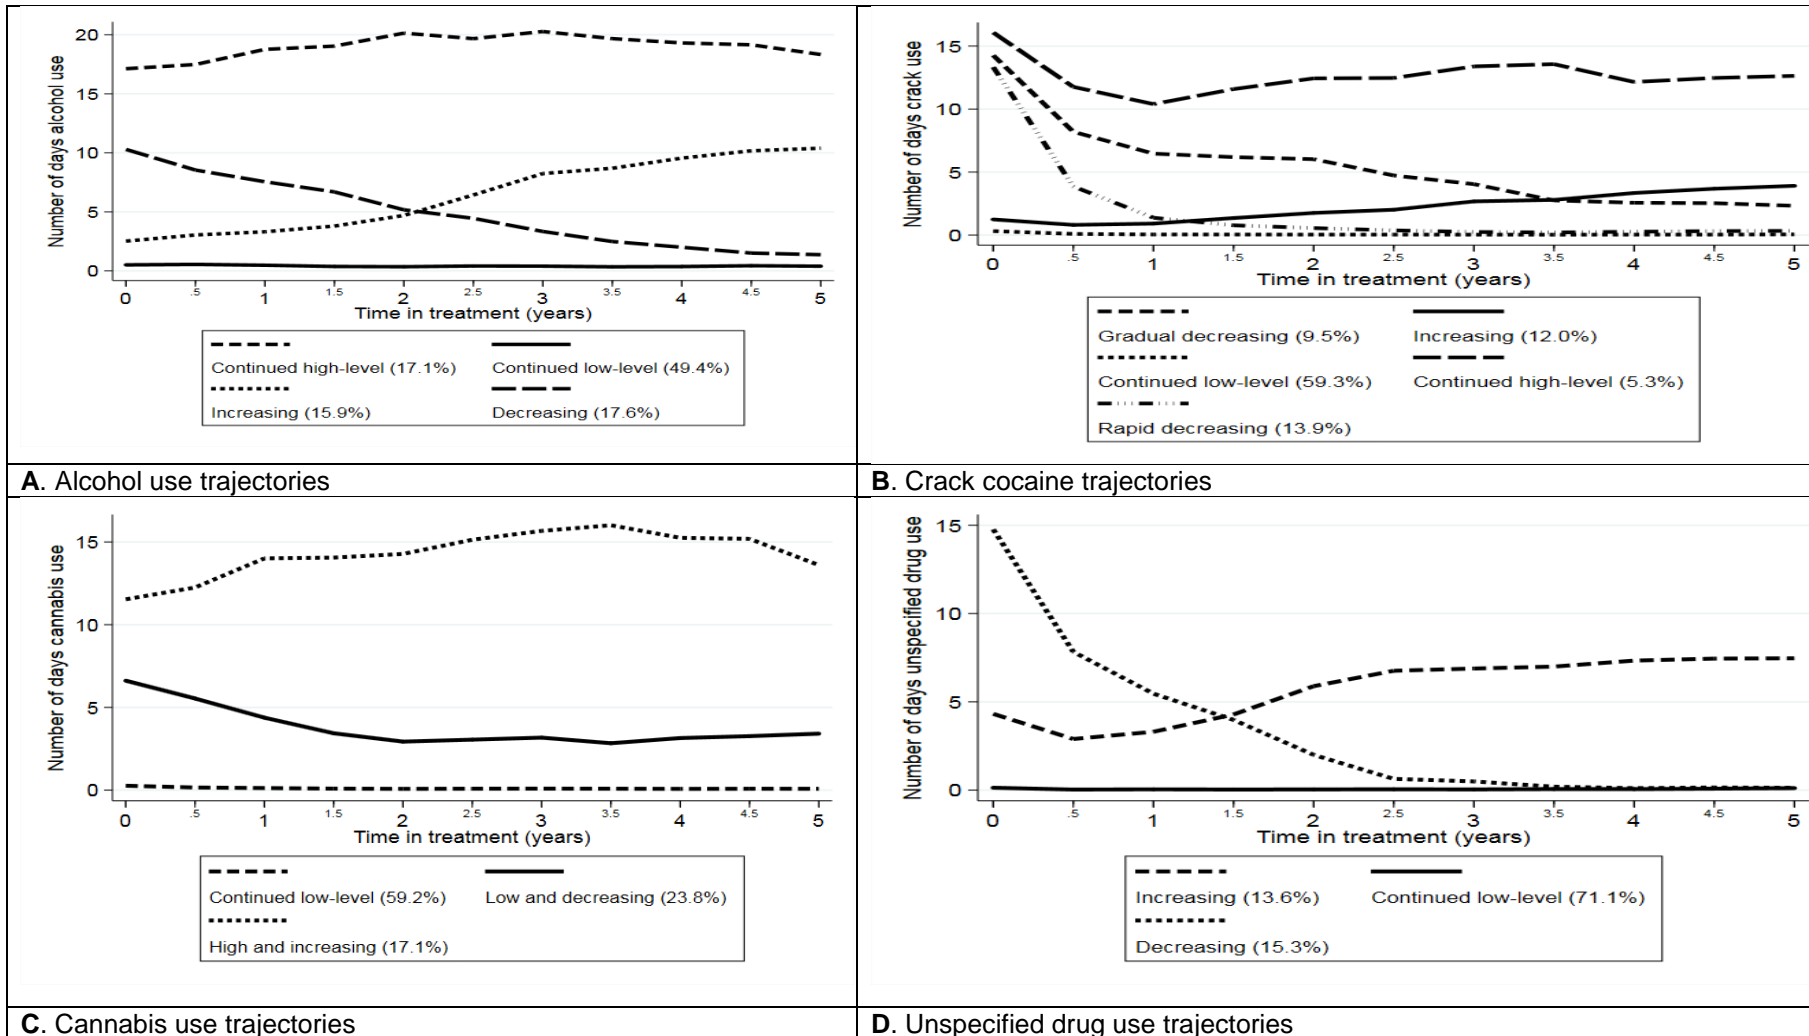 Number of days alcohol use
20
15
10
5
0
0 .5 1 1.5 2 2.5 3 3.5 4 4.5 5
Time in treatment (years)
Continued high-level (17.1%) Continued low-level (49.4%)
Increasing (15.9%) Decreasing (17.6%)
A. Alcohol use trajectories
Number of days crack use
15
10
5
0
0 .5 1 1.5 2 2.5 3 3.5 4 4.5 5
Time in treatment (years)
Gradual decreasing (9.5%) Increasing (12.0%)
Continued low-level (59.3%) Continued high-level (5.3%)
Rapid decreasing (13.9%)
B. Crack cocaine trajectories
Number of days cannabis use
15
10
5
0
0 .5 1 1.5 2 2.5 3 3.5 4 4.5 5
Time in treatment (years)
Continued low-level (59.2%) Low and decreasing (23.8%)
High and increasing (17.1%)
C. Cannabis use trajectories
Number of days unspecified drug use
15
10
5
0
0 .5 1 1.5 2 2.5 3 3.5 4 4.5 5
Time in treatment (years)
Increasing (13.6%) Continued low-level (71.1%)
Decreasing (15.3%)
D. Unspecified drug use trajectories